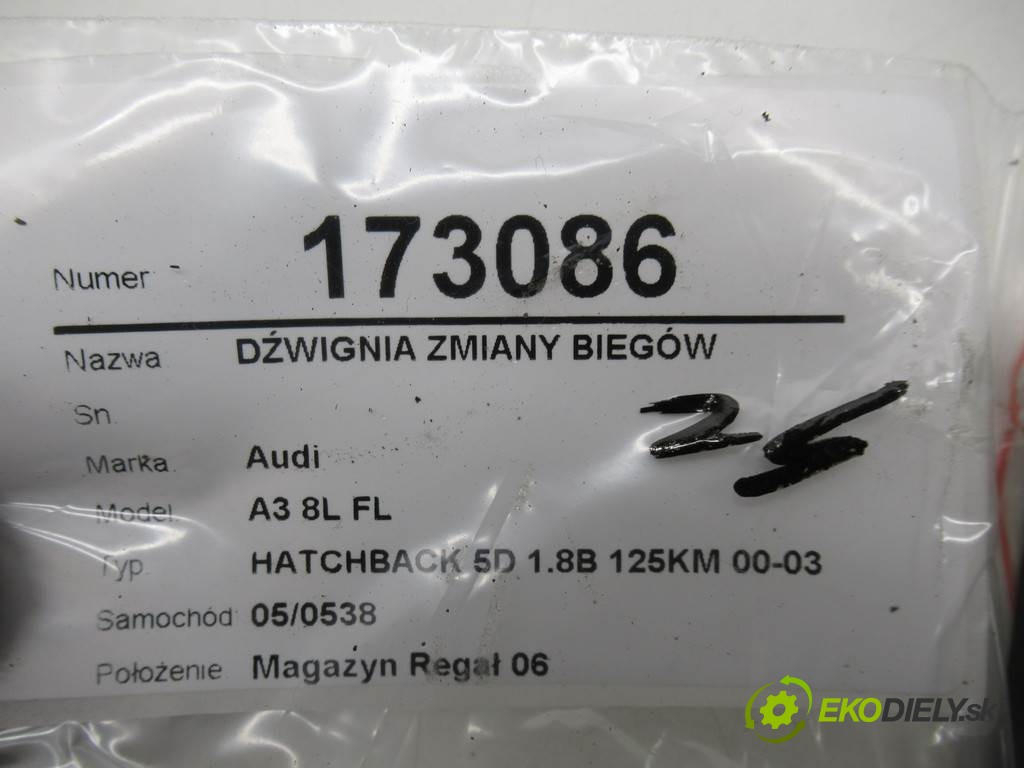 Numer 173086
Nazwa DŹWIGNIA ZMIANY BIEGÓW
Sn.
25
Marka. Audi
Model. A3 8L FL
Typ. HATCHBACK 5D 1.8B 125KM 00-03
Samochód 05/0538
Położenie Magazyn Regał 06
EKODIELY.sk